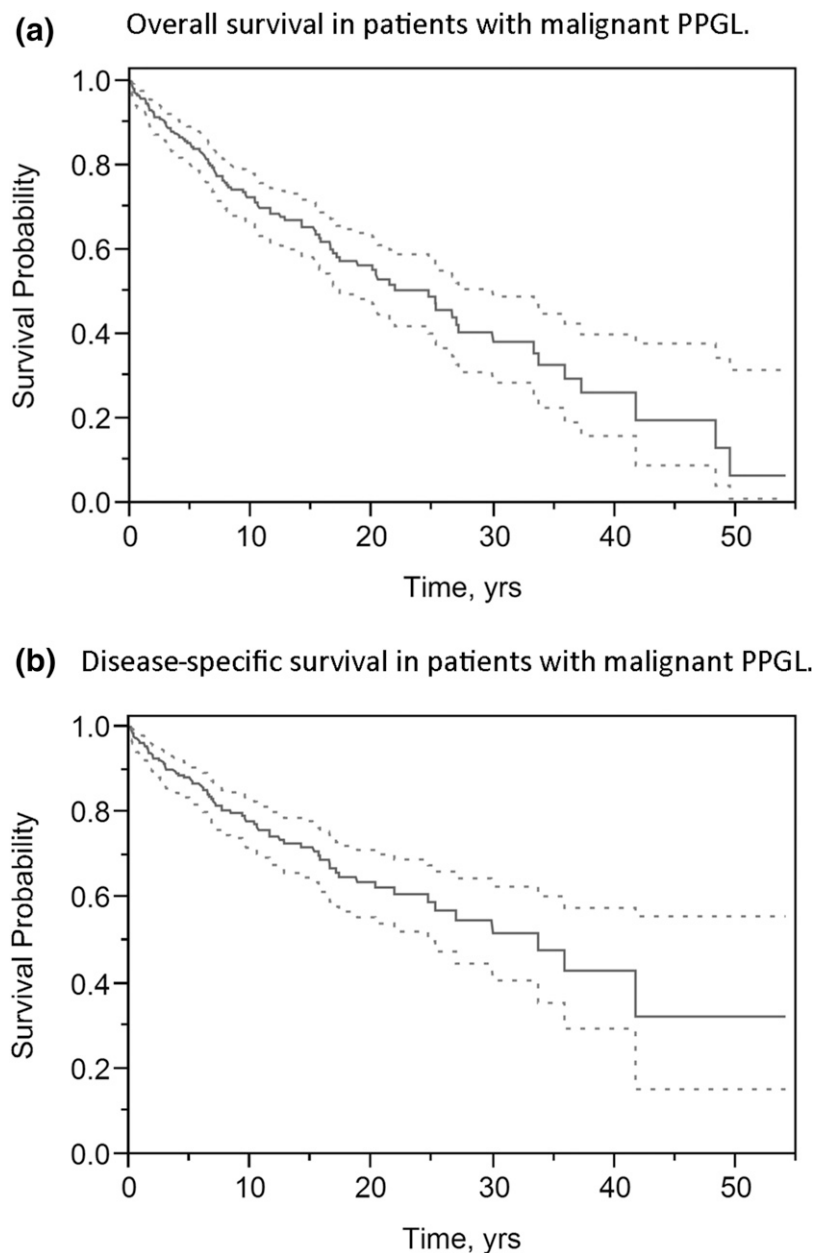 (a) Overall survival in patients with malignant PPGL.
1.0
0.8
0.6
0.4
0.2
0.0
Survival Probability
0 10 20 30 40 50
Time, yrs
(b) Disease-specific survival in patients with malignant PPGL.
1.0
0.8
0.6
0.4
0.2
0.0
Survival Probability
0 10 20 30 40 50
Time, yrs